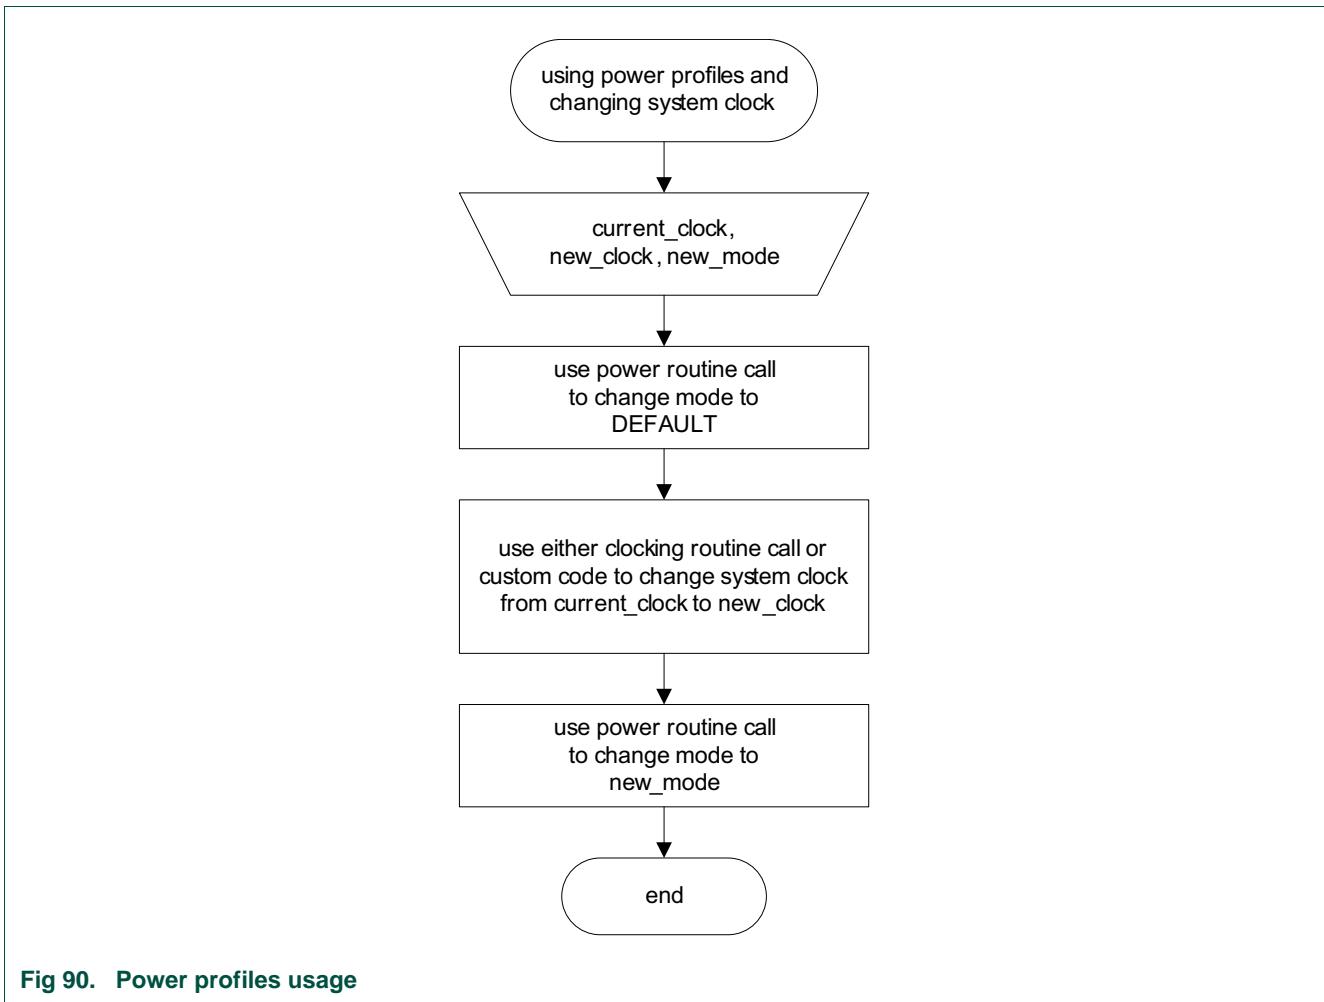 using power profiles and
changing system clock
current_clock,
new_clock, new_mode
use power routine call
to change mode to
DEFAULT
use either clocking routine call or
custom code to change system clock
from current_clock to new_clock
use power routine call
to change mode to
new_mode
end
Fig 90. Power profiles usage